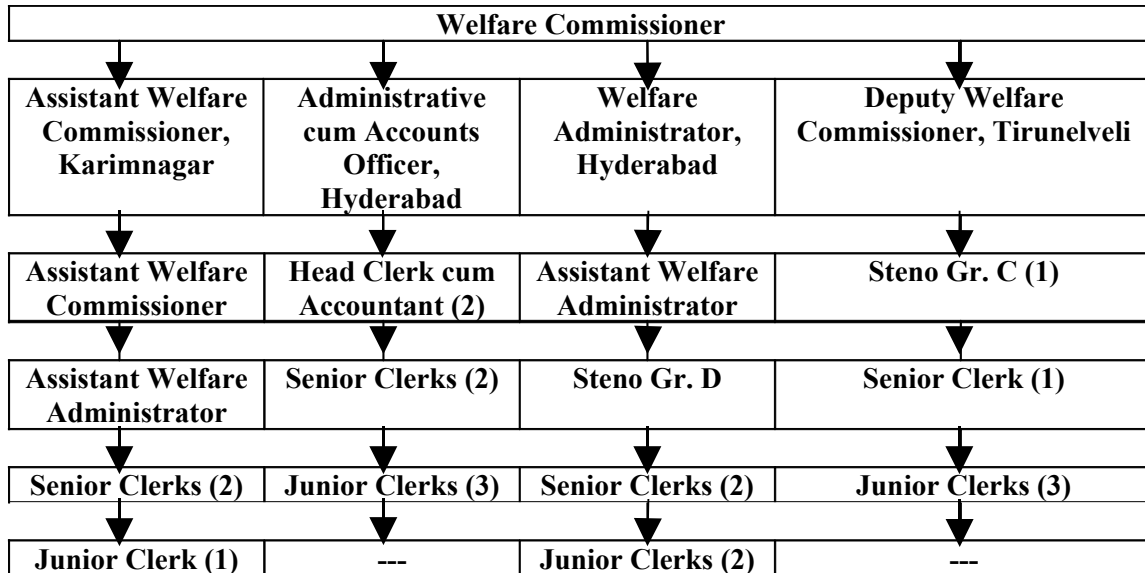 Welfare Commissioner
Assistant Welfare
Commissioner,
Karimnagar
Administrative
cum Accounts
Officer,
Hyderabad
Welfare
Administrator,
Hyderabad
Deputy Welfare
Commissioner, Tirunelveli
Assistant Welfare
Commissioner
Head Clerk cum
Accountant (2)
Assistant Welfare
Administrator
Steno Gr. C (1)
Assistant Welfare
Administrator
Senior Clerks (2)
Steno Gr. D
Senior Clerk (1)
Senior Clerks (2)
Junior Clerks (3)
Senior Clerks (2)
Junior Clerks (3)
Junior Clerk (1)
---
Junior Clerks (2)
---